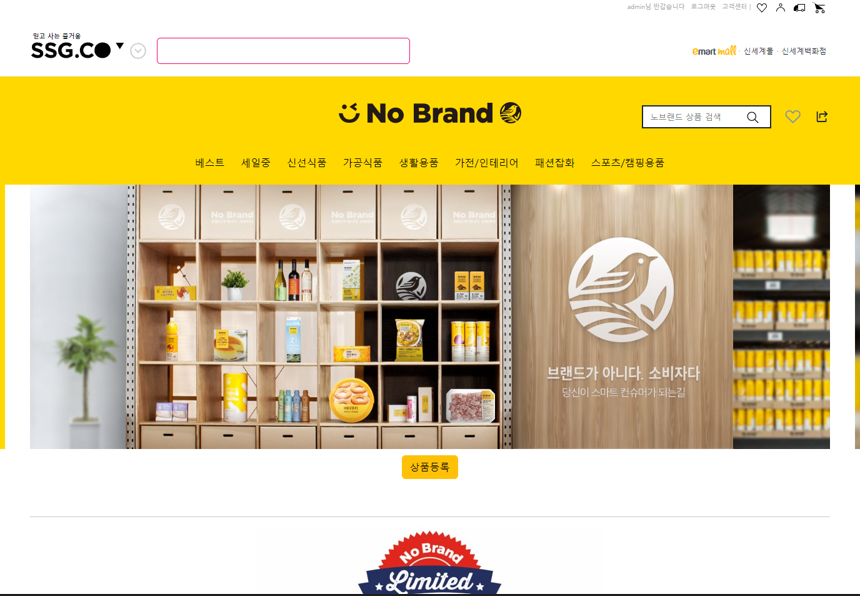 admin님 반갑습니다 로그아웃 고객센터 |
믿고 사는 즐거움
SSG.CO
emart mall · 신세계몰 · 신세계백화점
No Brand
노브랜드 상품 검색
베스트 세일중 신선식품 가공식품 생활용품 가전/인테리어 패션잡화 스포츠/캠핑용품
No Brand
No Brand
No Brand
브랜드가 아니다. 소비자다
당신이 스마트 컨슈머가 되는길
상품등록
No Brand
Limited